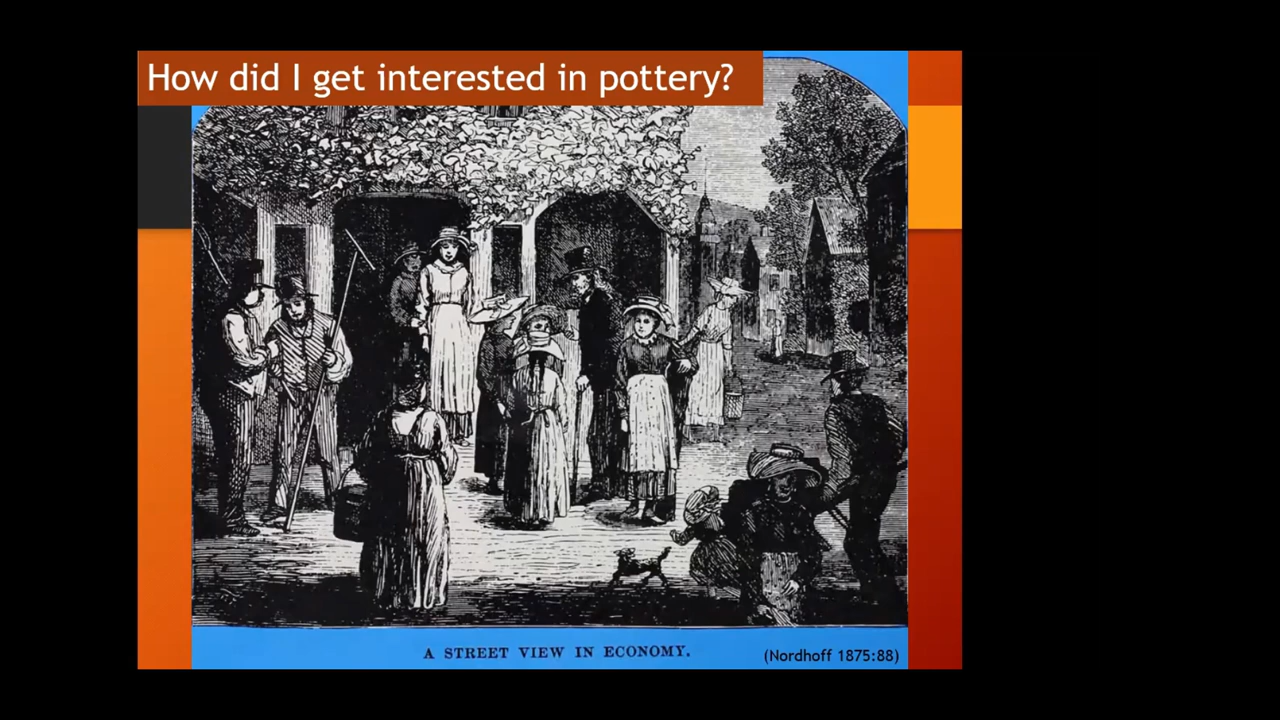 How did I get interested in pottery?
A STREET VIEW IN ECONOMY.
(Nordhoff 1875:88)